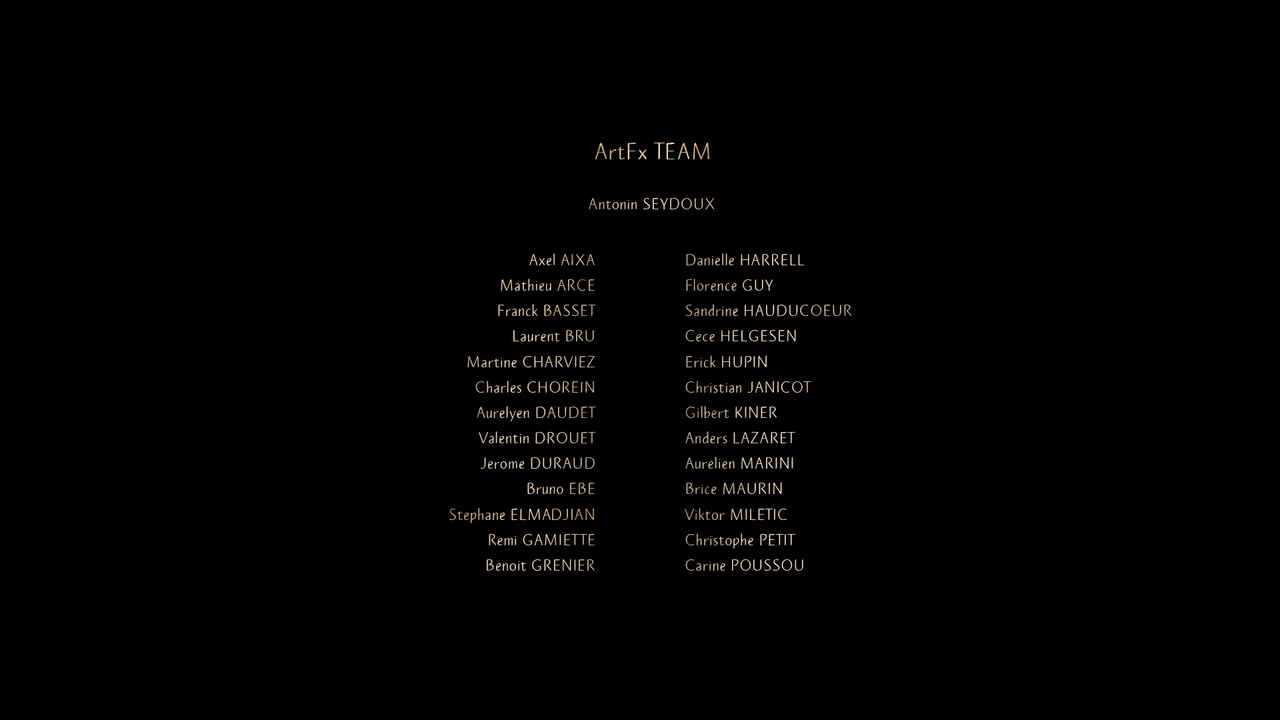 ArtFx TEAM
Antonin SEYDOUX
Axel AIXA Danielle HARRELL
Mathieu ARCE Florence GUY
Franck BASSET Sandrine HAUDUCOEUR
Laurent BRU Cece HELGESEN
Martine CHARVIEZ Erick HUPIN
Charles CHOREIN Christian JANICOT
Aurelyen DAUDET Gilbert KINER
Valentin DROUET Anders LAZARET
Jerome DURAUD Aurelien MARINI
Bruno EBE Brice MAURIN
Stephane ELMADJIAN Viktor MILETIC
Remi GAMIETTE Christophe PETIT
Benoit GRENIER Carine POUSSOU